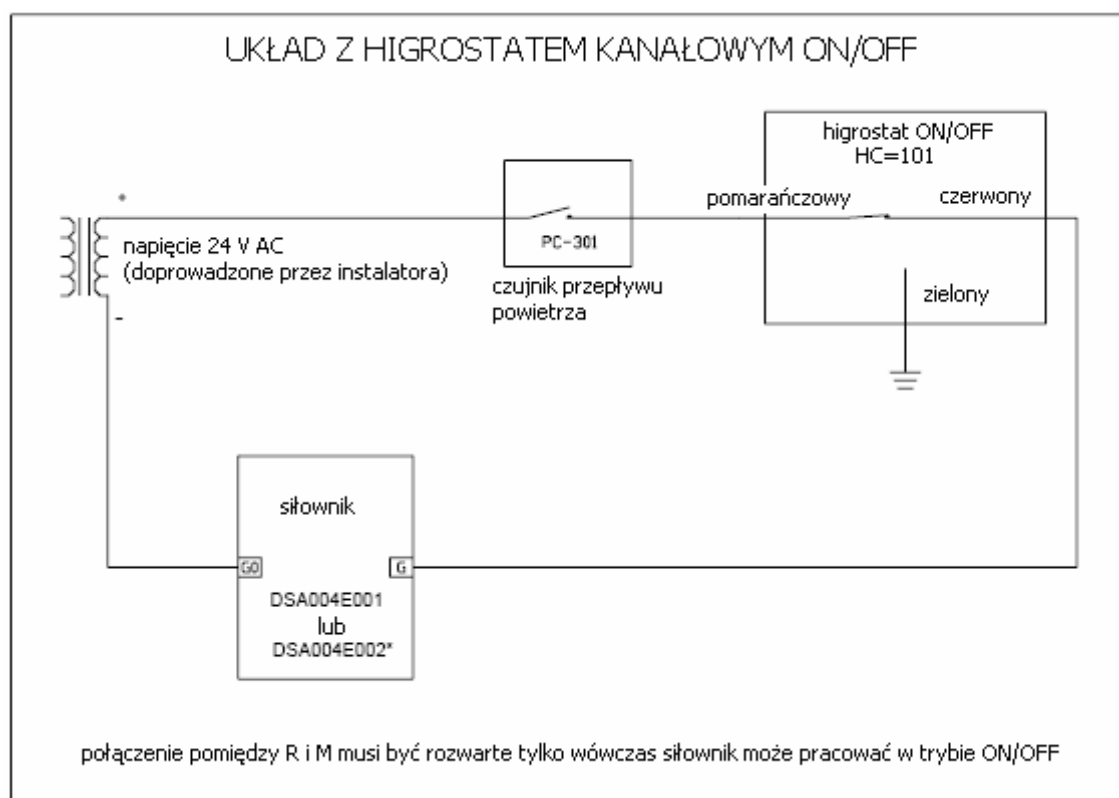 UKŁAD Z HIGROSTATEM KANAŁOWYM ON/OFF
higrostat ON/OFF
HC=101
pomarańczowy
czerwony
napięcie 24 V AC
(doprowadzone przez instalatora)
PC-301
czujnik przepływu
powietrza
zielony
-
siłownik
G0
G
DSA004E001
lub
DSA004E002*
połączenie pomiędzy R i M musi być rozwarte tylko wówczas siłownik może pracować w trybie ON/OFF